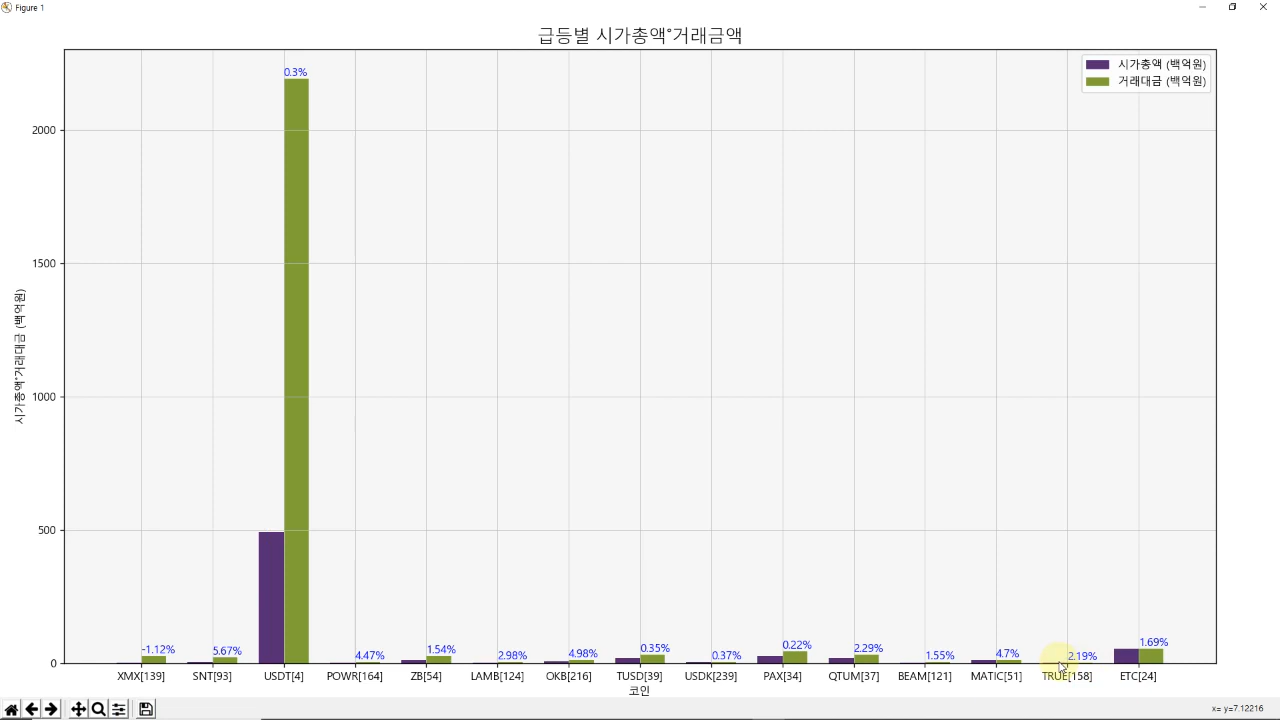 Figure 1
급등별 시가총액*거래금액
시가총액 (백억원)
거래대금 (백억원)
시가총액*거래대금 (백억원)
2000
1500
1000
500
0
-1.12%
5.67%
0.3%
4.47%
1.54%
2.98%
4.98%
0.35%
0.37%
0.22%
2.29%
1.55%
4.7%
2.19%
1.69%
XMX[139]
SNT[93]
USDT[4]
POWR[164]
ZB[54]
LAMB[124]
OKB[216]
TUSD[39]
USDK[239]
PAX[34]
QTUM[37]
BEAM[121]
MATIC[51]
TRUE[158]
ETC[24]
코인
x= y=7.12216